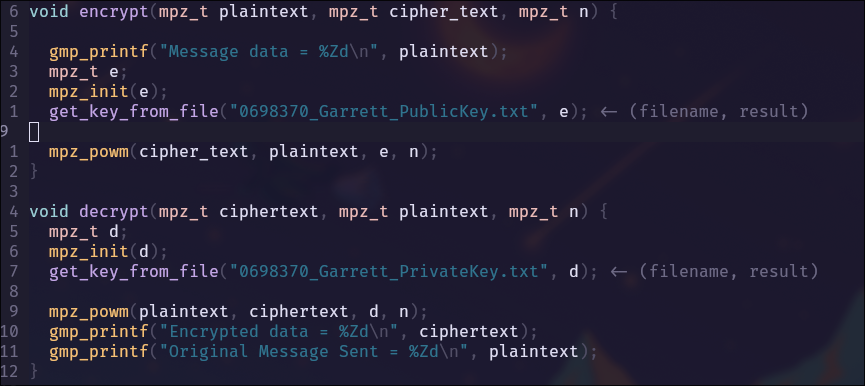 6 void encrypt(mpz_t plaintext, mpz_t cipher_text, mpz_t n) {
5
4 gmp_printf("Message data = %Zd\n", plaintext);
3 mpz_t e;
2 mpz_init(e);
1 get_key_from_file("0698370_Garrett_PublicKey.txt", e); ← (filename, result)
9
1 mpz_powm(cipher_text, plaintext, e, n);
2 }
3
4 void decrypt(mpz_t ciphertext, mpz_t plaintext, mpz_t n) {
5 mpz_t d;
6 mpz_init(d);
7 get_key_from_file("0698370_Garrett_PrivateKey.txt", d); ← (filename, result)
8
9 mpz_powm(plaintext, ciphertext, d, n);
10 gmp_printf("Encrypted data = %Zd\n", ciphertext);
11 gmp_printf("Original Message Sent = %Zd\n", plaintext);
12 }